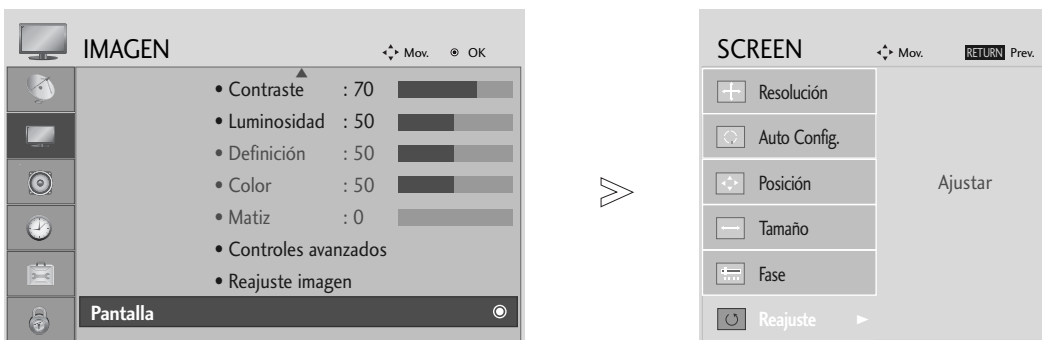 IMAGEN
Mov. OK
• Contraste : 70
• Luminosidad : 50
• Definición : 50
• Color : 50
• Matiz : 0
• Controles avanzados
• Reajuste imagen
Pantalla
SCREEN
Mov. RETURN Prev.
Resolución
Auto Config.
Posición
Tamaño
Fase
Reajuste
Ajustar